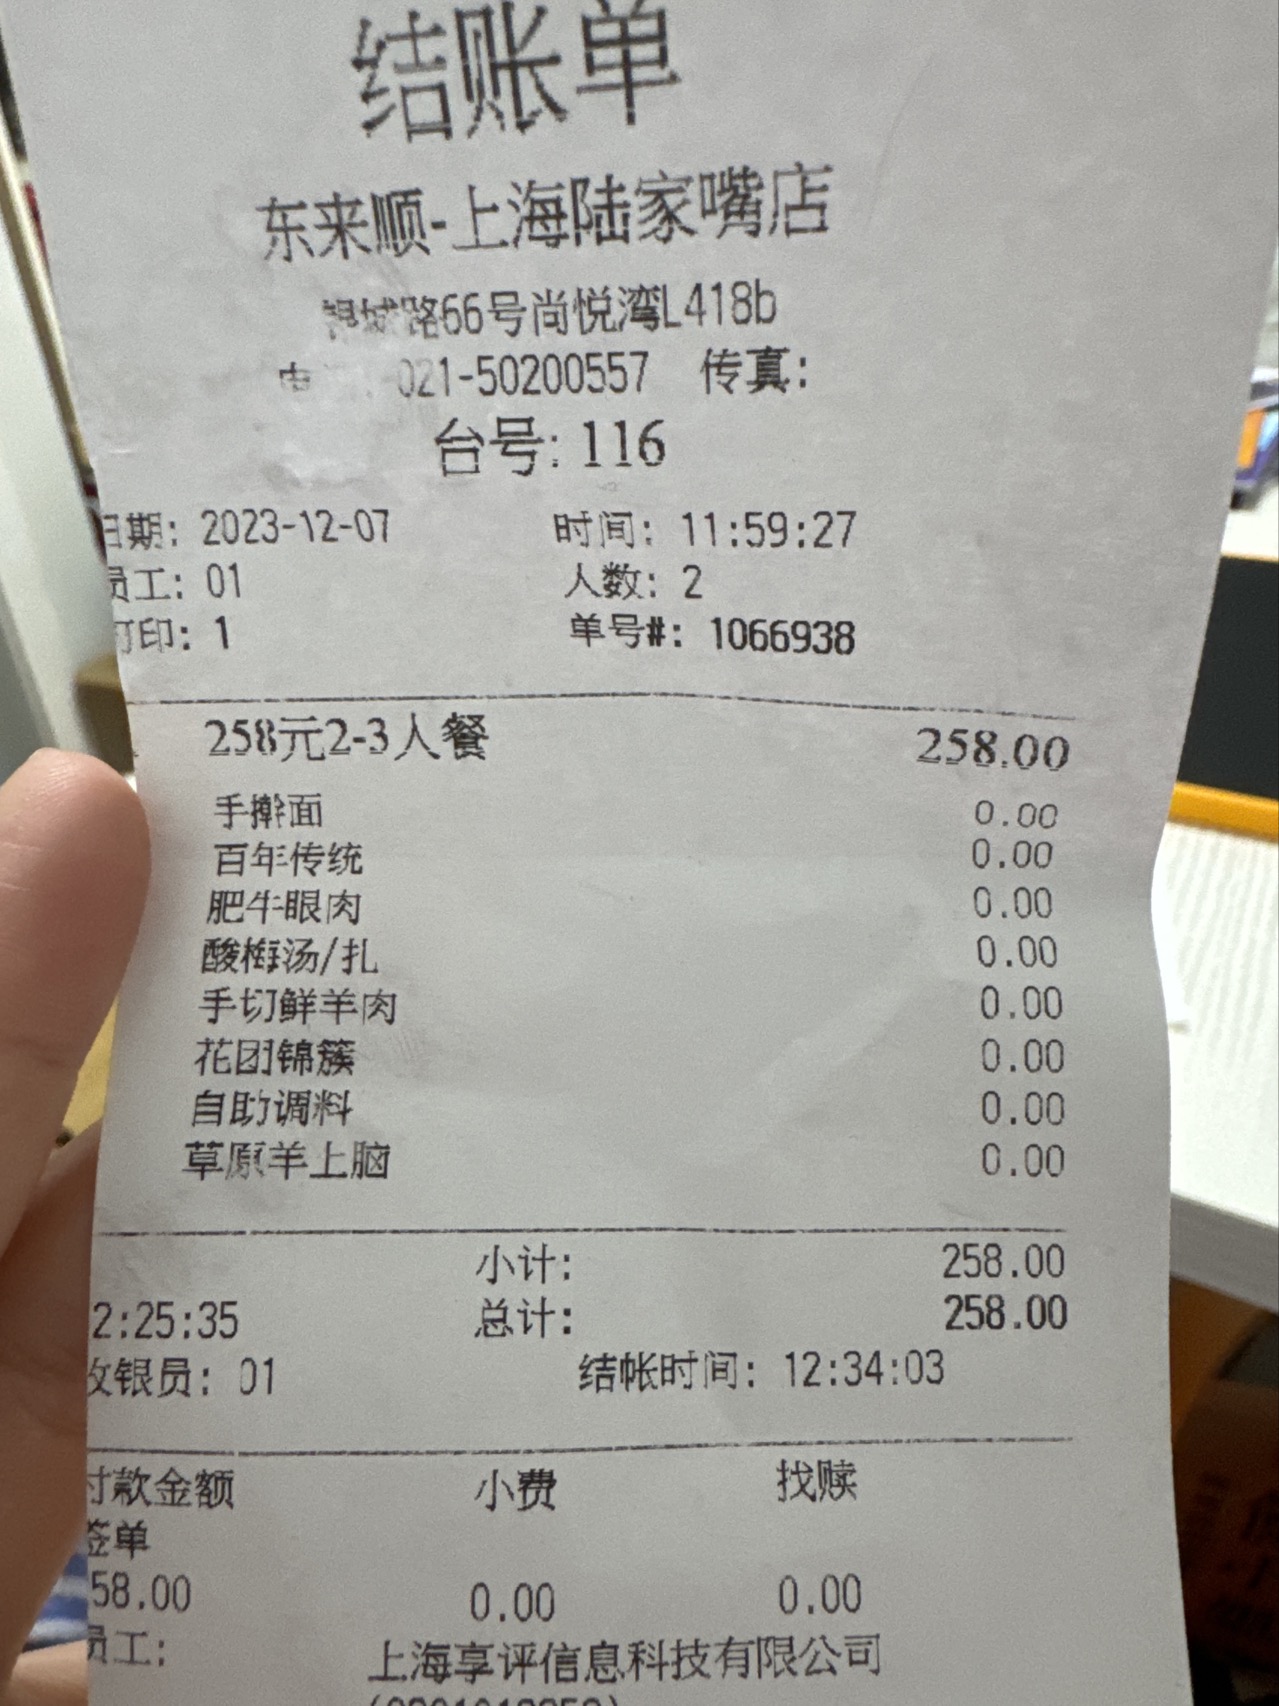 结账单
东来顺-上海陆家嘴店
银城路66号尚悦湾L418b
021-50200557 传真:
台号: 116
日期: 2023-12-07 时间: 11:59:27
员工: 01 人数: 2
打印: 1 单号#: 1066938
258元2-3人餐 258.00
手擀面 0.00
百年传统 0.00
肥牛眼肉 0.00
酸梅汤/扎 0.00
手切鲜羊肉 0.00
花团锦簇 0.00
自助调料 0.00
草原羊上脑 0.00
小计: 258.00
2:25:35 总计: 258.00
收银员: 01 结帐时间: 12:34:03
付款金额 小费 找赎
签单
58.00 0.00 0.00
员工: 上海享评信息科技有限公司